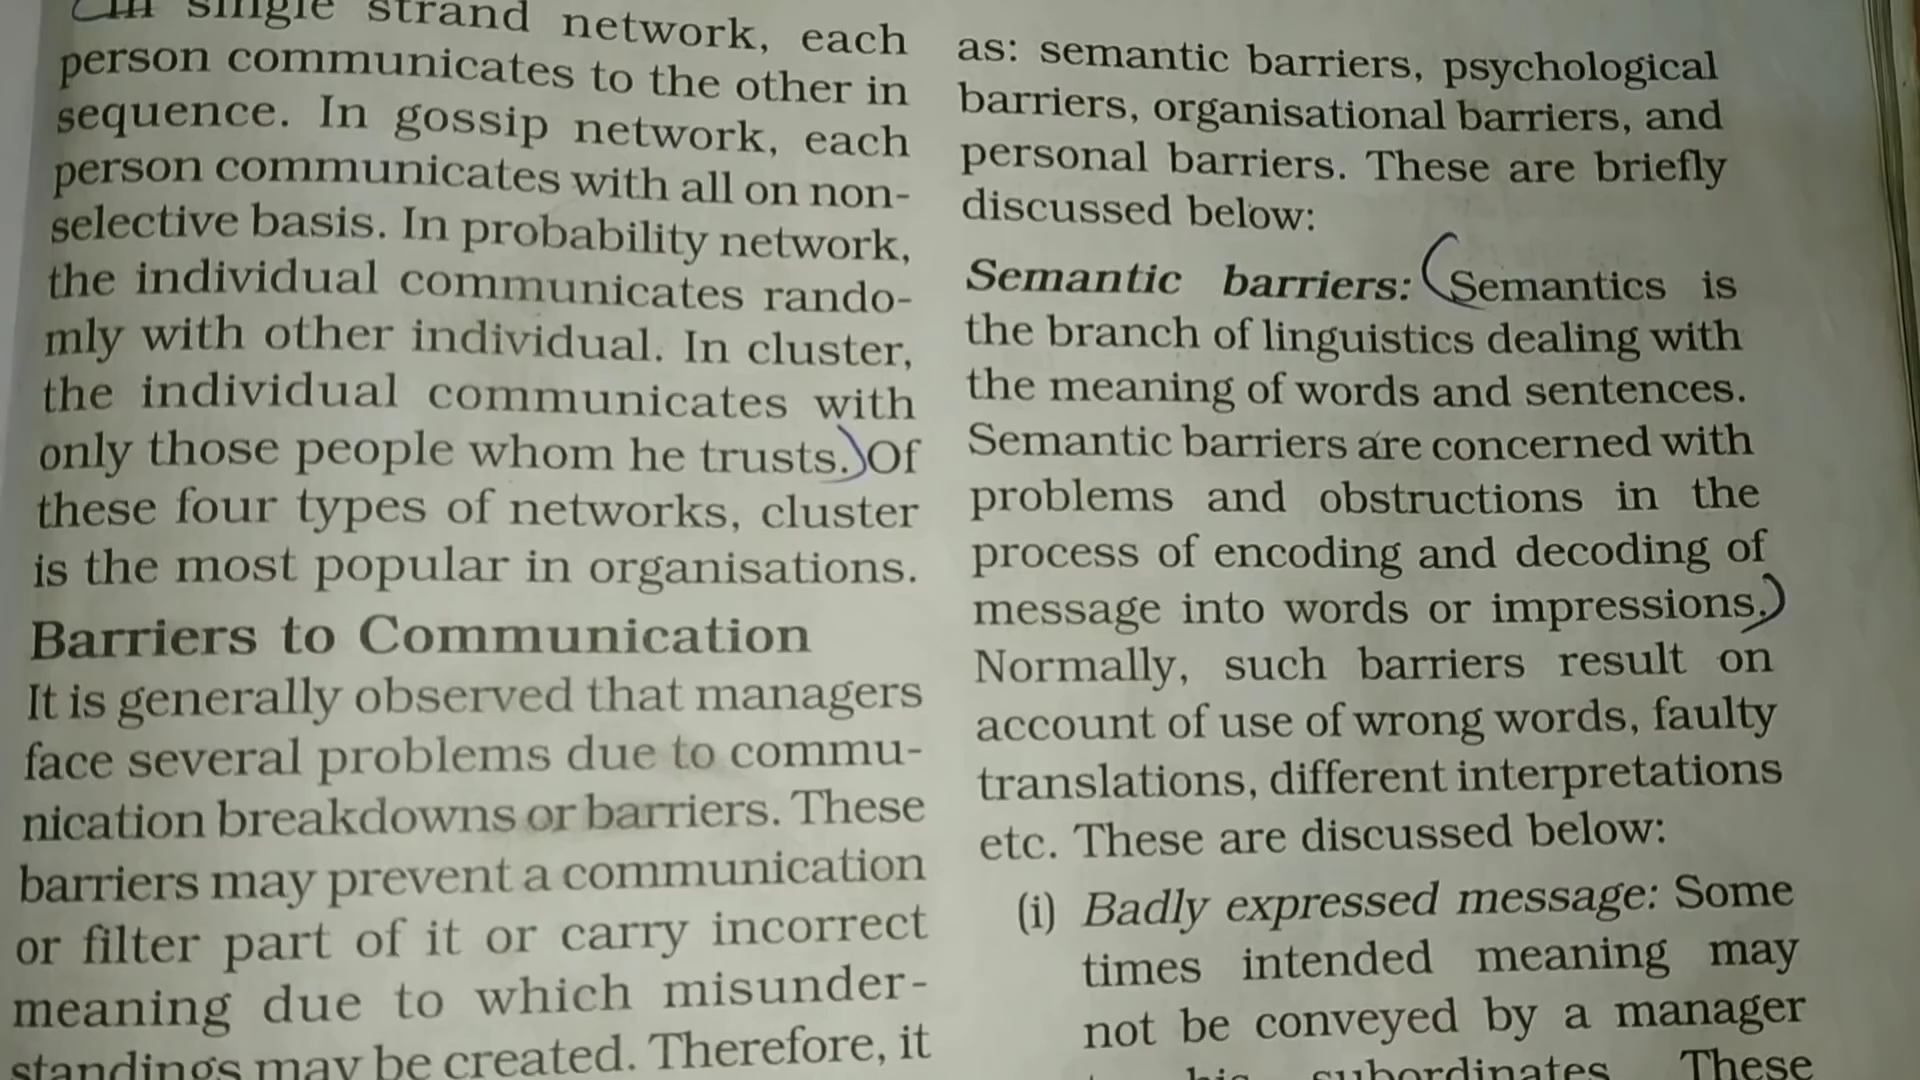 In single strand network, each
person communicates to the other in
sequence. In gossip network, each
person communicates with all on non-
selective basis. In probability network,
the individual communicates rando-
mly with other individual. In cluster,
the individual communicates with
only those people whom he trusts. Of
these four types of networks, cluster
is the most popular in organisations.
Barriers to Communication
It is generally observed that managers
face several problems due to commu-
nication breakdowns or barriers. These
barriers may prevent a communication
or filter part of it or carry incorrect
meaning due to which misunder-
standings may be created. Therefore, it
as: semantic barriers, psychological
barriers, organisational barriers, and
personal barriers. These are briefly
discussed below:
Semantic barriers: Semantics is
the branch of linguistics dealing with
the meaning of words and sentences.
Semantic barriers are concerned with
problems and obstructions in the
process of encoding and decoding of
message into words or impressions.
Normally, such barriers result on
account of use of wrong words, faulty
translations, different interpretations
etc. These are discussed below:
(i) Badly expressed message: Some
times intended meaning may
not be conveyed by a manager
to his subordinates. These